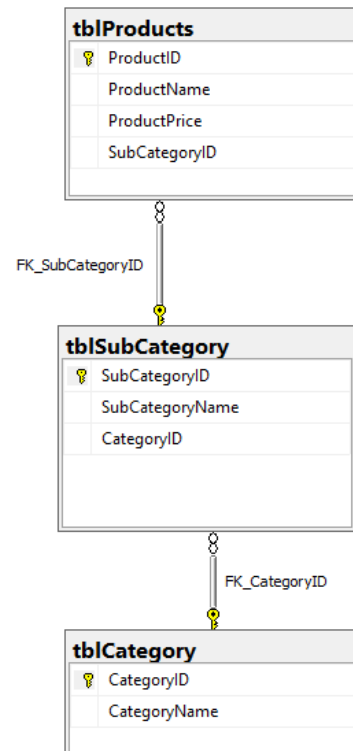 tblProducts
ProductID
ProductName
ProductPrice
SubCategoryID
FK_SubCategoryID
tblSubCategory
SubCategoryID
SubCategoryName
CategoryID
FK_CategoryID
tblCategory
CategoryID
CategoryName